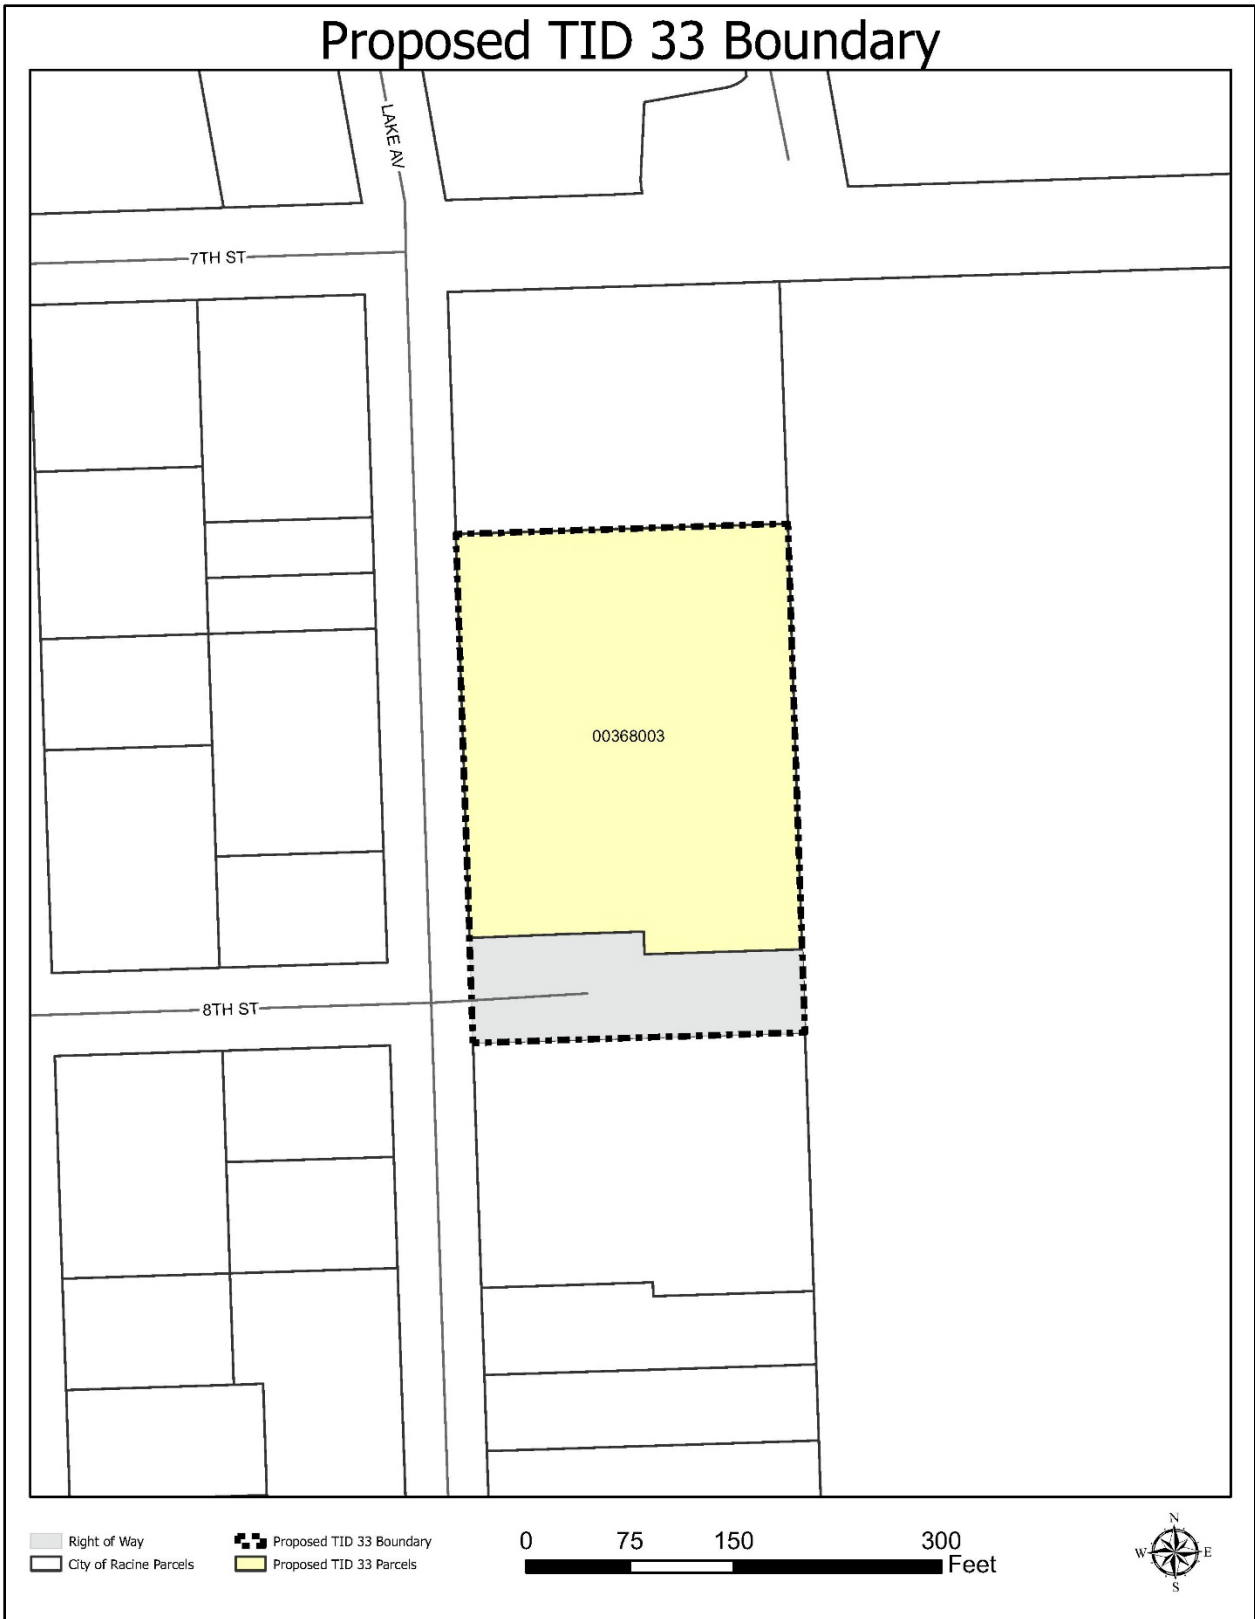 Proposed TID 33 Boundary
LAKE AV
7TH ST
00368003
8TH ST
Right of Way
City of Racine Parcels
Proposed TID 33 Boundary
Proposed TID 33 Parcels
0 75 150 300
Feet
N
W E
S